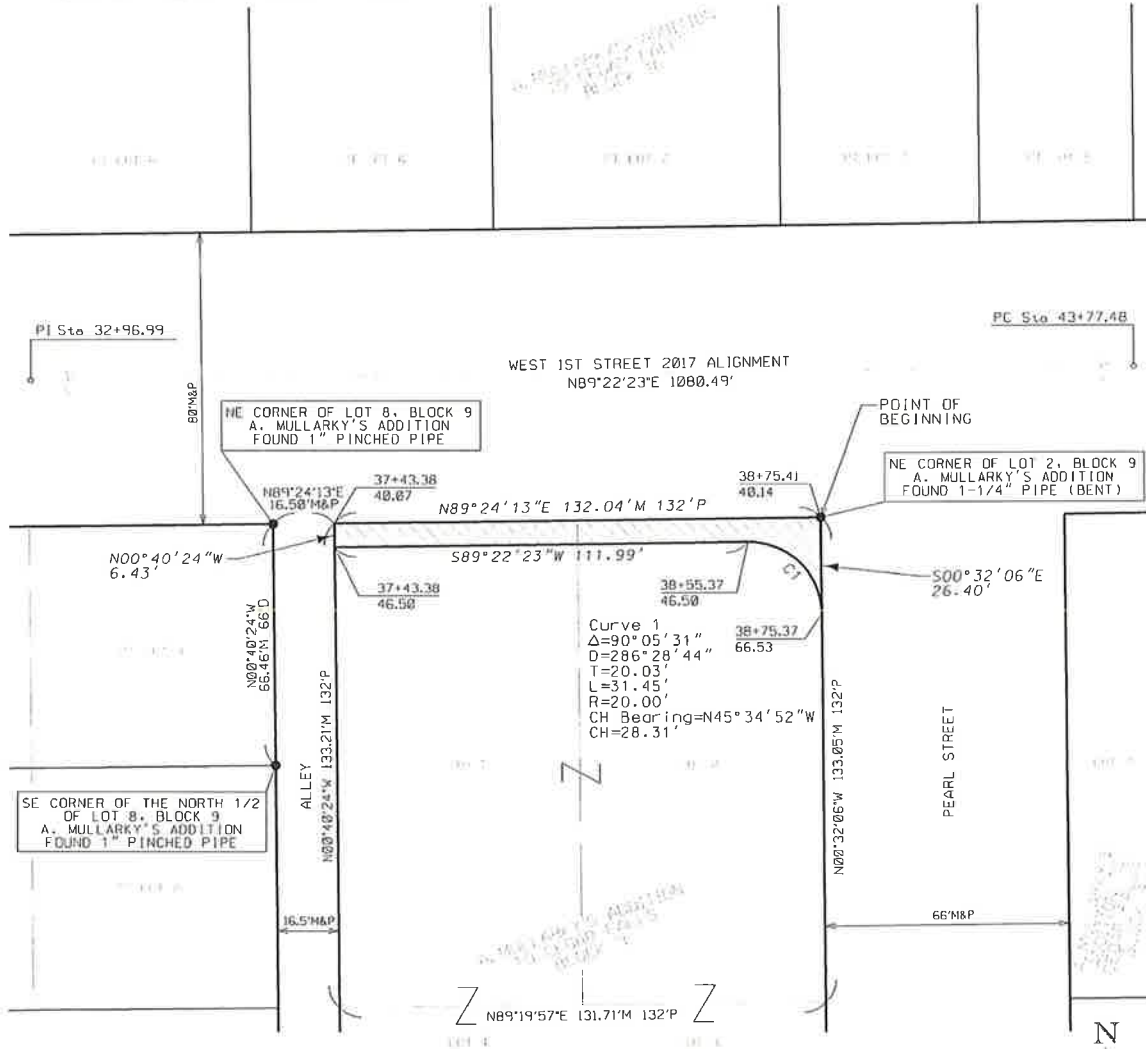 PI Sta 32+96.99
PC Sta 43+77.48
80'M&P
WEST 1ST STREET 2017 ALIGNMENT
N89°22'23"E 1080.49'
POINT OF
BEGINNING
NE CORNER OF LOT 8, BLOCK 9
A. MULLARKY'S ADDITION
FOUND 1" PINCHED PIPE
NE CORNER OF LOT 2, BLOCK 9
A. MULLARKY'S ADDITION
FOUND 1-1/4" PIPE (BENT)
N89°24'13"E
16.50'M&P
37+43.38
40.07
38+75.41
40.14
N89°24'13"E 132.04'M 132'P
N00°40'24"W
6.43'
S89°22'23"W 111.99'
C1
S00°32'06"E
26.40'
37+43.38
46.50
38+55.37
46.50
38+75.37
66.53
Curve 1
Δ=90°05'31"
D=286°28'44"
T=20.03'
L=31.45'
R=20.00'
CH Bearing=N45°34'52"W
CH=28.31'
N00°40'24"W
66.46'M 66'D
ALLEY
N00°40'24"W 133.21'M 132'P
N00°32'06"W 133.05'M 132'P
PEARL STREET
SE CORNER OF THE NORTH 1/2
OF LOT 8, BLOCK 9
A. MULLARKY'S ADDITION
FOUND 1" PINCHED PIPE
Z
16.5'M&P
66'M&P
Z N89°19'57"E 131.71'M 132'P Z
N